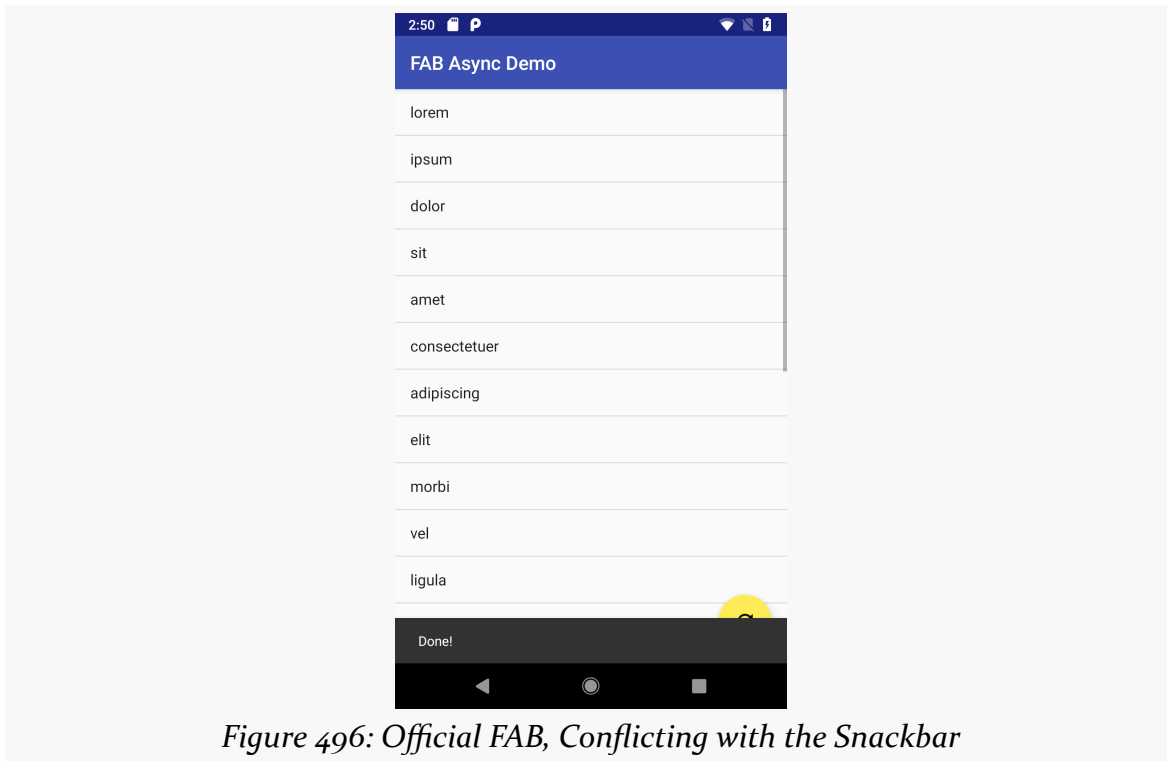 2:50
FAB Async Demo
lorem
ipsum
dolor
sit
amet
consectetuer
adipiscing
elit
morbi
vel
ligula
Done!
Figure 496: Official FAB, Conflicting with the Snackbar